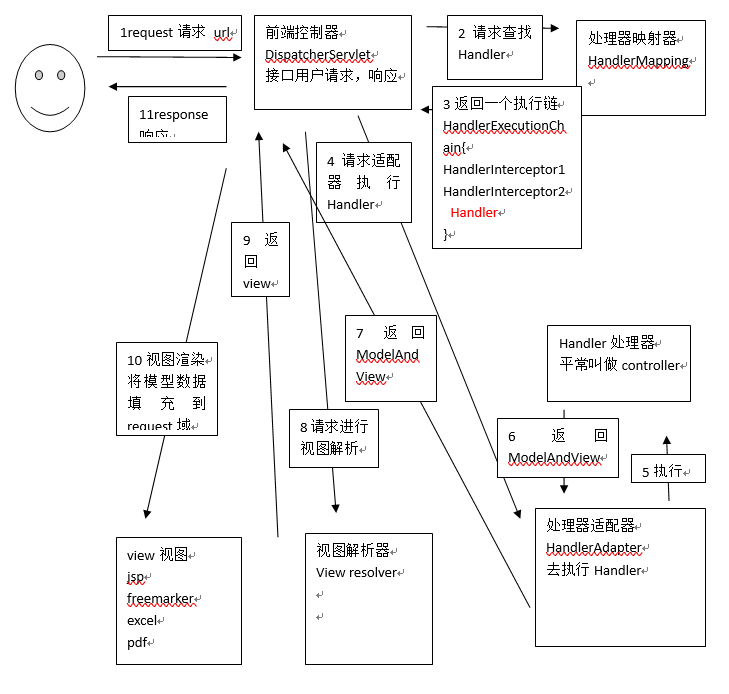 1request 请求 url
前端控制器
DispatcherServlet
接口用户请求，响应
2 请求查找
Handler
处理器映射器
HandlerMapping
11response
响应
3 返回一个执行链
HandlerExecutionCh
ain{
HandlerInterceptor1
HandlerInterceptor2
Handler
}
4 请求适配
器执行
Handler
9 返
回
view
7 返回
ModelAnd
View
Handler 处理器
平常叫做 controller
10 视图渲染
将模型数据
填充到
request 域
8 请求进行
视图解析
6 返回
ModelAndView
5 执行
view 视图
jsp
freemarker
excel
pdf
视图解析器
View resolver
处理器适配器
HandlerAdapter
去执行 Handler